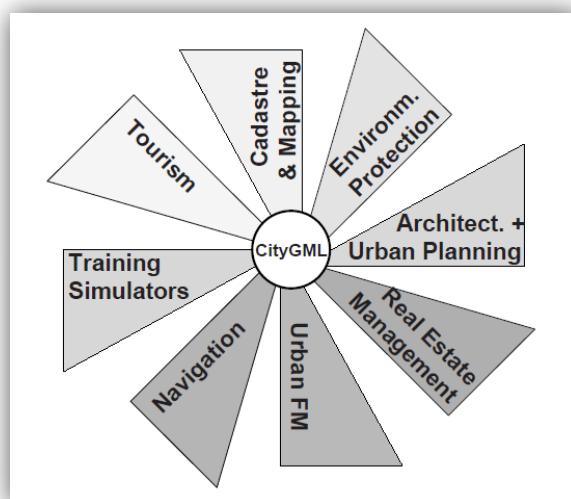 Cadastre
& Mapping
Environm.
Protection
Architect. +
Urban Planning
Real Estate
Management
Urban FM
Navigation
Training
Simulators
Tourism
CityGML